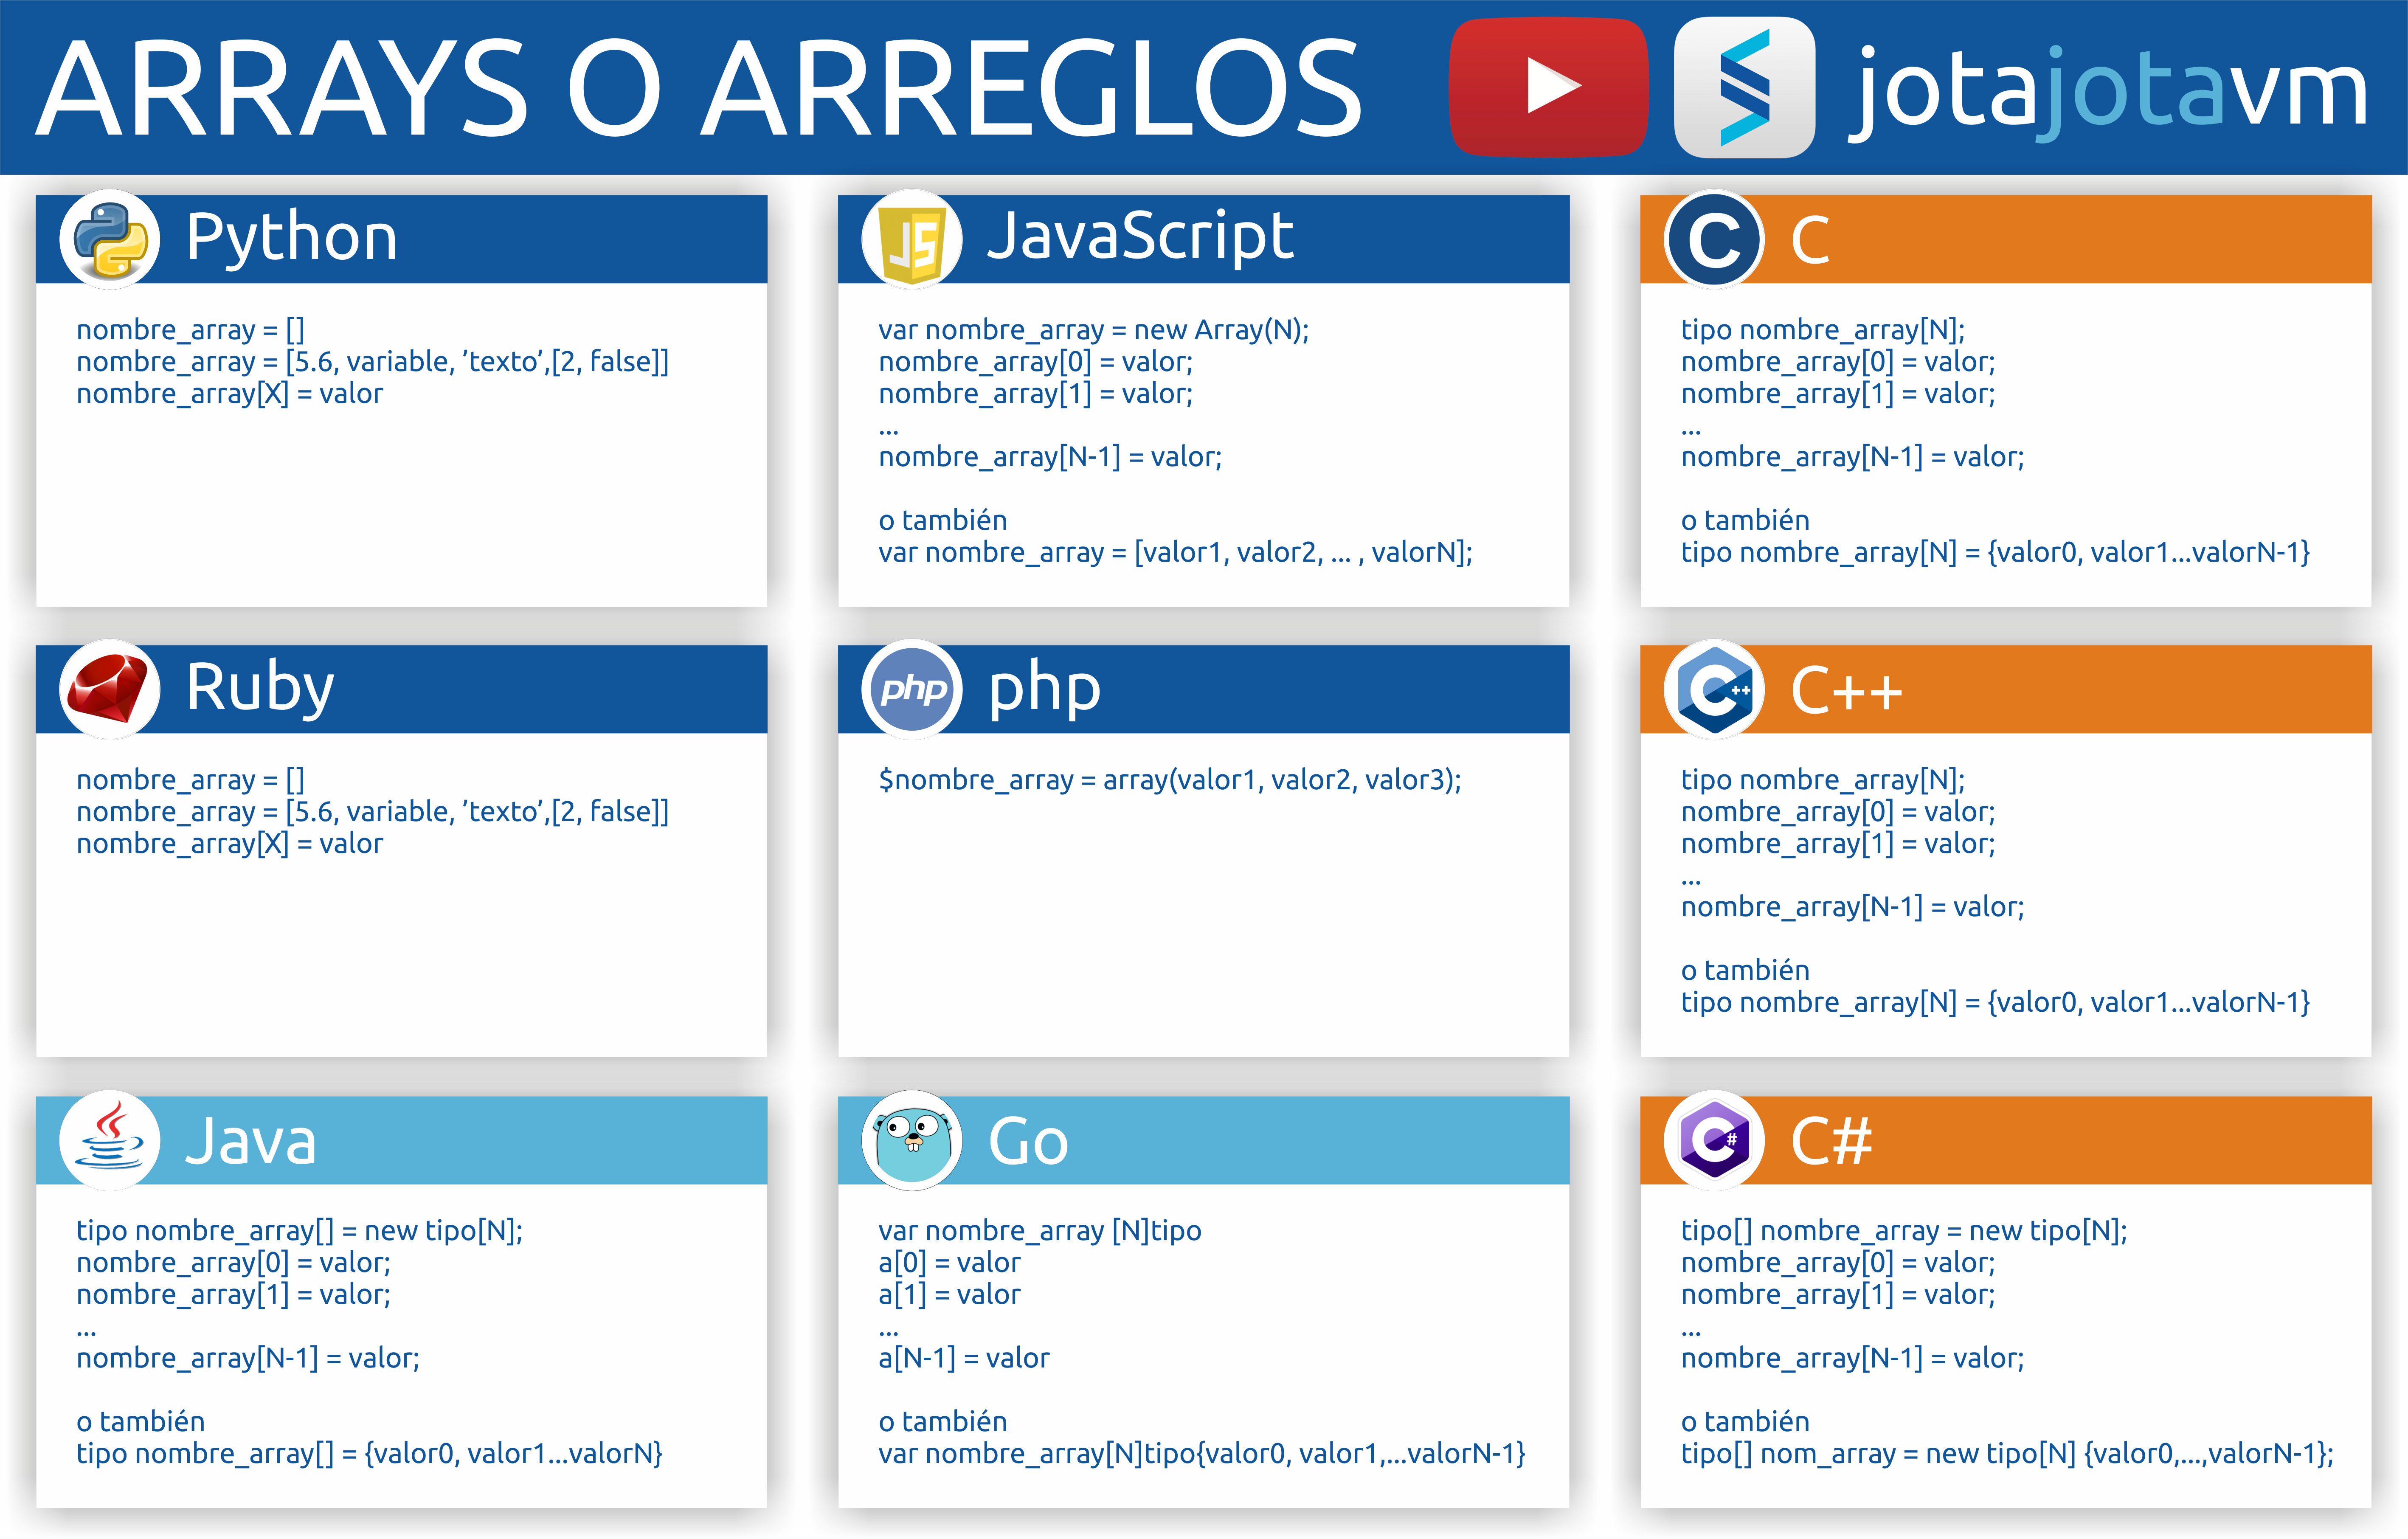 ARRAYS O ARREGLOS
jotajotavm
Python
nombre_array = []
nombre_array = [5.6, variable, ’texto’,[2, false]]
nombre_array[X] = valor
JS
JavaScript
var nombre_array = new Array(N);
nombre_array[0] = valor;
nombre_array[1] = valor;
...
nombre_array[N-1] = valor;
o también
var nombre_array = [valor1, valor2, ... , valorN];
C
C
tipo nombre_array[N];
nombre_array[0] = valor;
nombre_array[1] = valor;
...
nombre_array[N-1] = valor;
o también
tipo nombre_array[N] = {valor0, valor1...valorN-1}
Ruby
nombre_array = []
nombre_array = [5.6, variable, ’texto’,[2, false]]
nombre_array[X] = valor
php
php
$nombre_array = array(valor1, valor2, valor3);
C++
C++
tipo nombre_array[N];
nombre_array[0] = valor;
nombre_array[1] = valor;
...
nombre_array[N-1] = valor;
o también
tipo nombre_array[N] = {valor0, valor1...valorN-1}
Java
tipo nombre_array[] = new tipo[N];
nombre_array[0] = valor;
nombre_array[1] = valor;
...
nombre_array[N-1] = valor;
o también
tipo nombre_array[] = {valor0, valor1...valorN}
Go
var nombre_array [N]tipo
a[0] = valor
a[1] = valor
...
a[N-1] = valor
o también
var nombre_array[N]tipo{valor0, valor1,...valorN-1}
C#
C#
tipo[] nombre_array = new tipo[N];
nombre_array[0] = valor;
nombre_array[1] = valor;
...
nombre_array[N-1] = valor;
o también
tipo[] nom_array = new tipo[N] {valor0,...,valorN-1};